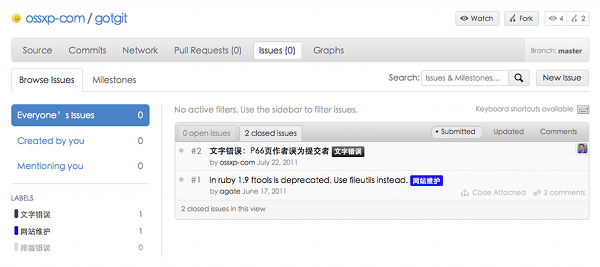 ossxp-com / gotgit
Watch Fork 4 2
Source Commits Network Pull Requests (0) Issues (0) Graphs Branch: master
Browse Issues Milestones Search: Issues & Milestones... New Issue
Everyone’s Issues 0
Created by you 0
Mentioning you 0
LABELS
文字错误 1
网站维护 1
排版错误 0
No active filters. Use the sidebar to filter issues. Keyboard shortcuts available
0 open issues 2 closed issues Submitted Updated Comments
#2 文字错误：P66页作者误为提交者 文字错误
by ossxp-com July 22, 2011
#1 In ruby 1.9 ftools is deprecated. Use fileutils instead. 网站维护
by agate June 17, 2011 Code Attached 2 comments
2 closed issues in this view